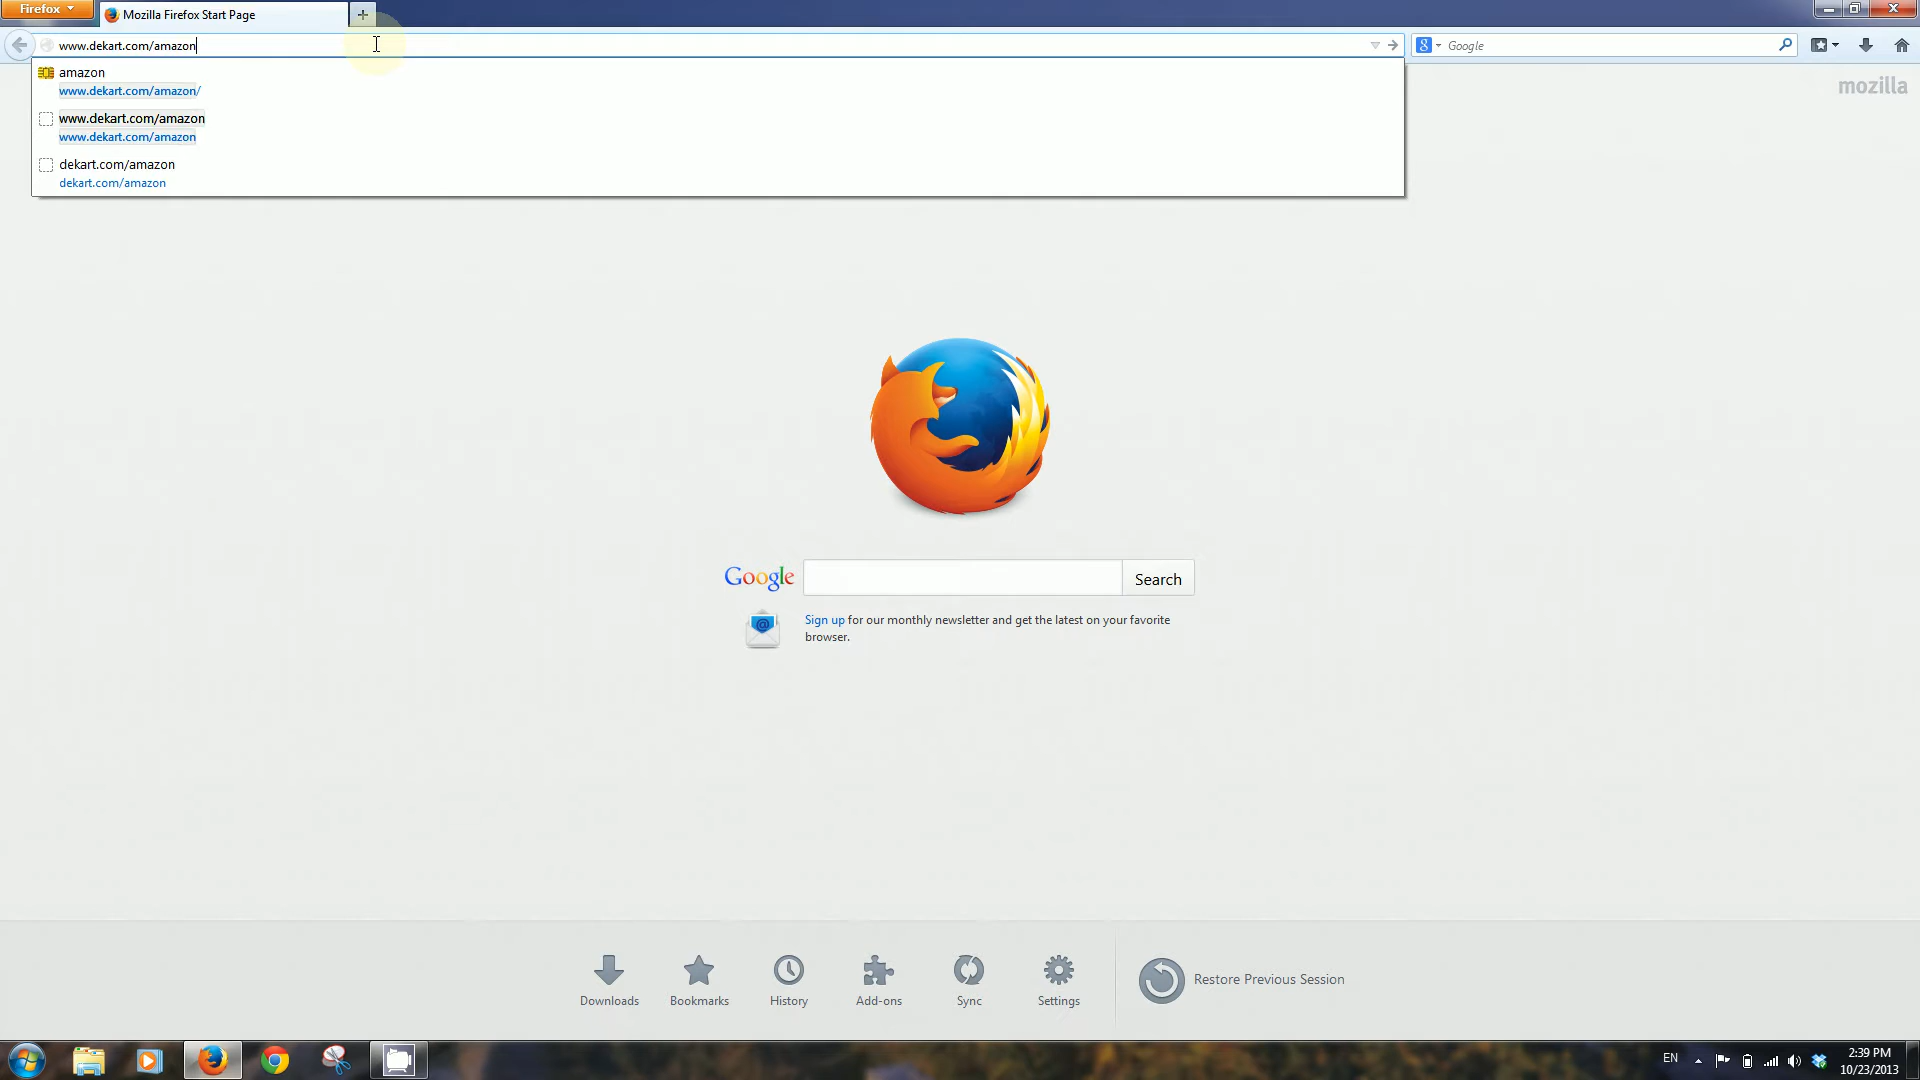 Firefox
Mozilla Firefox Start Page
www.dekart.com/amazon
Google
amazon
www.dekart.com/amazon/
www.dekart.com/amazon
www.dekart.com/amazon
dekart.com/amazon
dekart.com/amazon
mozilla
Google
Search
Sign up for our monthly newsletter and get the latest on your favorite
browser.
Downloads
Bookmarks
History
Add-ons
Sync
Settings
Restore Previous Session
EN
2:39 PM
10/23/2013